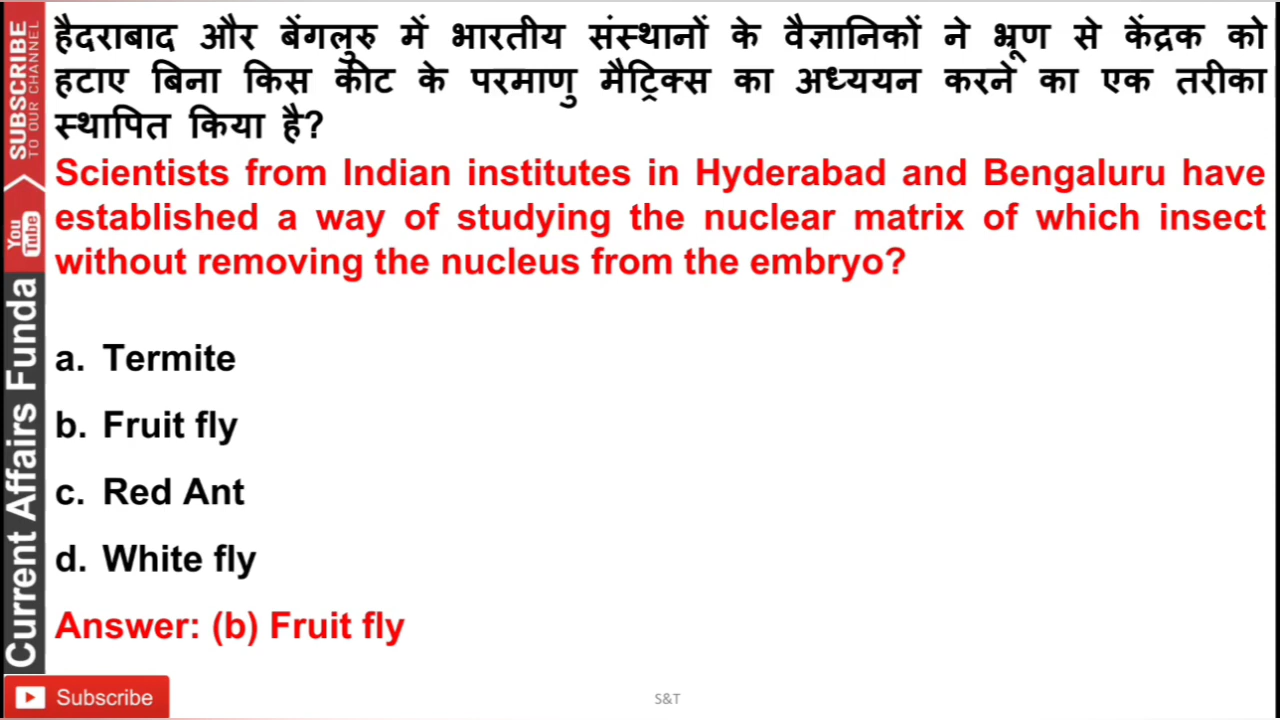 हैदराबाद और बेंगलुरु में भारतीय संस्थानों के वैज्ञानिकों ने भ्रूण से केंद्रक को
हटाए बिना किस कीट के परमाणु मैट्रिक्स का अध्ययन करने का एक तरीका
स्थापित किया है?
Scientists from Indian institutes in Hyderabad and Bengaluru have
established a way of studying the nuclear matrix of which insect
without removing the nucleus from the embryo?
a. Termite
b. Fruit fly
c. Red Ant
d. White fly
Answer: (b) Fruit fly
SUBSCRIBE
TO OUR CHANNEL
You
Tube
Current Affairs Funda
Subscribe
S&T